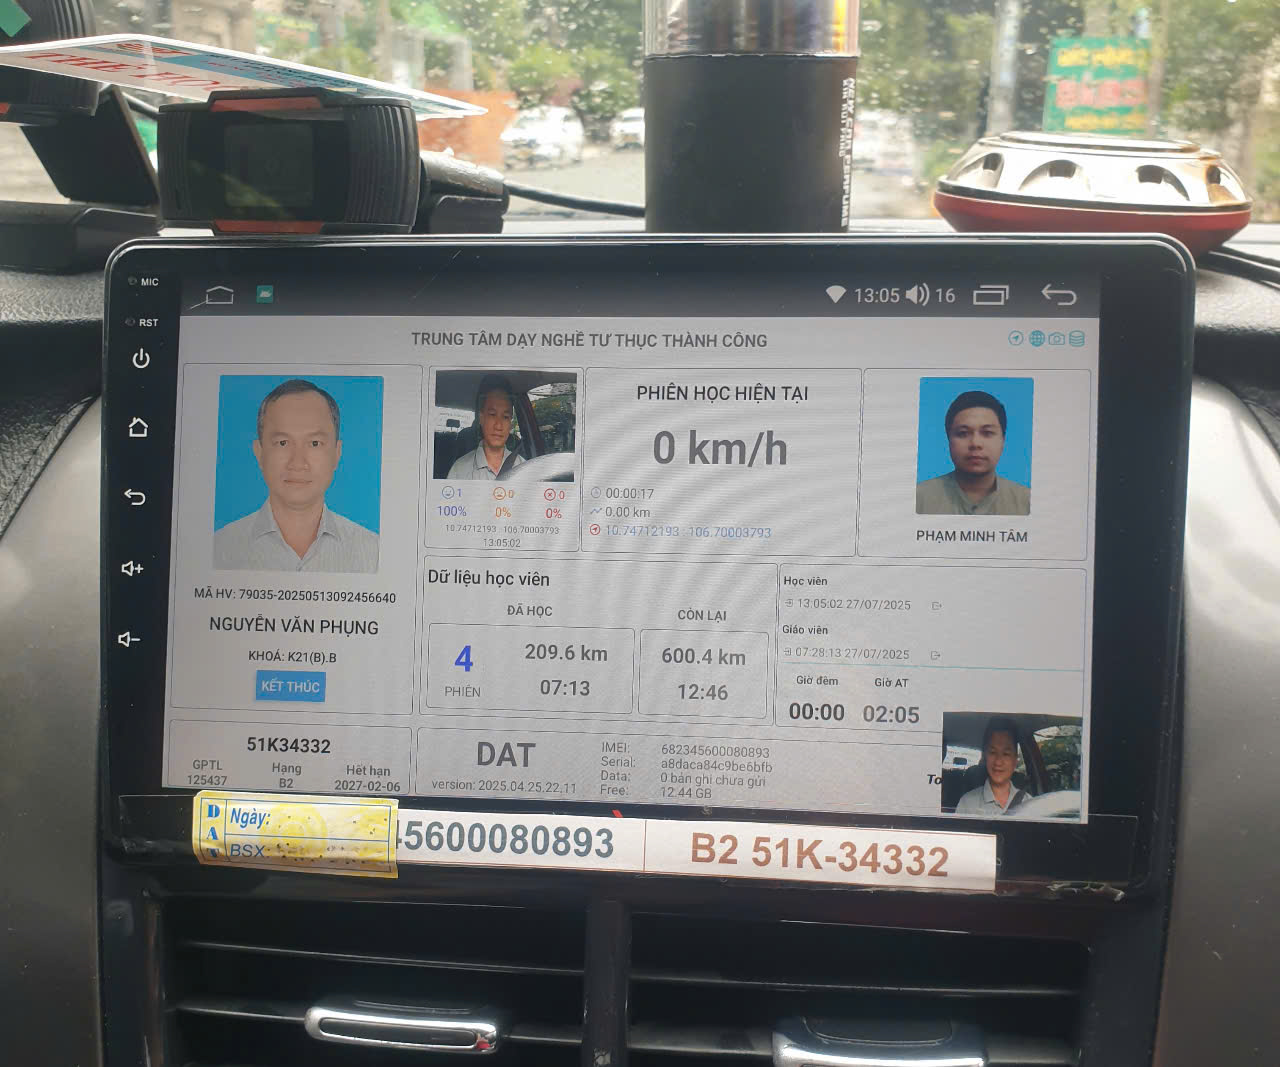 MIC
RST
13:05
16
TRUNG TÂM DẠY NGHỀ TƯ THỤC THÀNH CÔNG
MÃ HV: 79035-20250513092456640
NGUYỄN VĂN PHỤNG
KHOÁ: K21(B).B
KẾT THÚC
1 0 0
100% 0% 0%
10.74712193 : 106.70003793
13:05:02
PHIÊN HỌC HIỆN TẠI
0 km/h
00:00:17
0.00 km
10.74712193 : 106.70003793
PHẠM MINH TÂM
Dữ liệu học viên
ĐÃ HỌC
CÒN LẠI
4
PHIÊN
209.6 km
07:13
600.4 km
12:46
Học viên
13:05:02 27/07/2025
Giáo viên
07:28:13 27/07/2025
Giờ đêm Giờ AT
00:00 02:05
51K34332
GPTL Hạng Hết hạn
125437 B2 2027-02-06
DAT
version: 2025.04.25.22.11
IMEI: 682345600080893
Serial: a8daca84c9be6bfb
Data: 0 bản ghi chưa gửi
Free: 12.44 GB
To
DAT
Ngày:
BSX:
45600080893
B2 51K-34332
CAR PERFUME